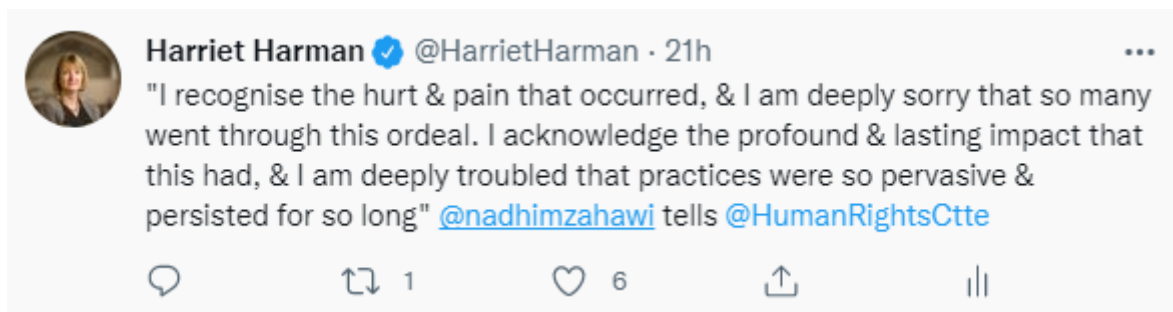 Harriet Harman @HarrietHarman · 21h
"I recognise the hurt & pain that occurred, & I am deeply sorry that so many
went through this ordeal. I acknowledge the profound & lasting impact that
this had, & I am deeply troubled that practices were so pervasive &
persisted for so long" @nadhimzahawi tells @HumanRightsCtte
1 6